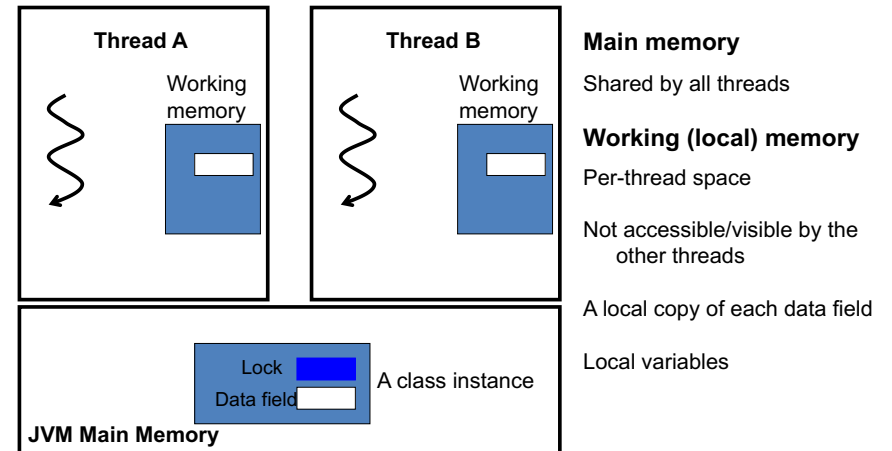 Thread A
Working
memory
Thread B
Working
memory
Main memory
Shared by all threads
Working (local) memory
Per-thread space
Not accessible/visible by the
other threads
A local copy of each data field
Local variables
Lock
Data field
A class instance
JVM Main Memory